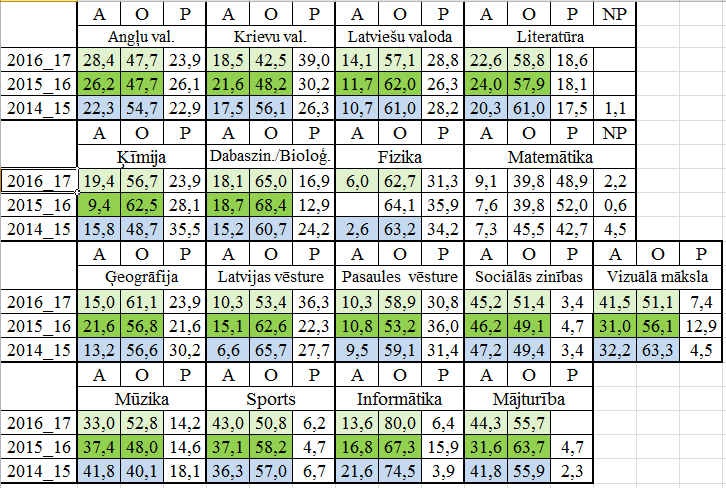 A O P A O P A O P A O P NP
Angļu val. Krievu val. Latviešu valoda Literatūra
2016_17 28,4 47,7 23,9 18,5 42,5 39,0 14,1 57,1 28,8 22,6 58,8 18,6
2015_16 26,2 47,7 26,1 21,6 48,2 30,2 11,7 62,0 26,3 24,0 57,9 18,1
2014_15 22,3 54,7 22,9 17,5 56,1 26,3 10,7 61,0 28,2 20,3 61,0 17,5 1,1
A O P A O P A O P A O P NP
Ķīmija Dabaszin./Bioloģ. Fizika Matemātika
2016_17 19,4 56,7 23,9 18,1 65,0 16,9 6,0 62,7 31,3 9,1 39,8 48,9 2,2
2015_16 9,4 62,5 28,1 18,7 68,4 12,9 64,1 35,9 7,6 39,8 52,0 0,6
2014_15 15,8 48,7 35,5 15,2 60,7 24,2 2,6 63,2 34,2 7,3 45,5 42,7 4,5
A O P A O P A O P A O P A O P
Ģeogrāfija Latvijas vēsture Pasaules vēsture Sociālās zinības Vizuālā māksla
2016_17 15,0 61,1 23,9 10,3 53,4 36,3 10,3 58,9 30,8 45,2 51,4 3,4 41,5 51,1 7,4
2015_16 21,6 56,8 21,6 15,1 62,6 22,3 10,8 53,2 36,0 46,2 49,1 4,7 31,0 56,1 12,9
2014_15 13,2 56,6 30,2 6,6 65,7 27,7 9,5 59,1 31,4 47,2 49,4 3,4 32,2 63,3 4,5
A O P A O P A O P A O P
Mūzika Sports Informātika Mājturība
2016_17 33,0 52,8 14,2 43,0 50,8 6,2 13,6 80,0 6,4 44,3 55,7
2015_16 37,4 48,0 14,6 37,1 58,2 4,7 16,8 67,3 15,9 31,6 63,7 4,7
2014_15 41,8 40,1 18,1 36,3 57,0 6,7 21,6 74,5 3,9 41,8 55,9 2,3